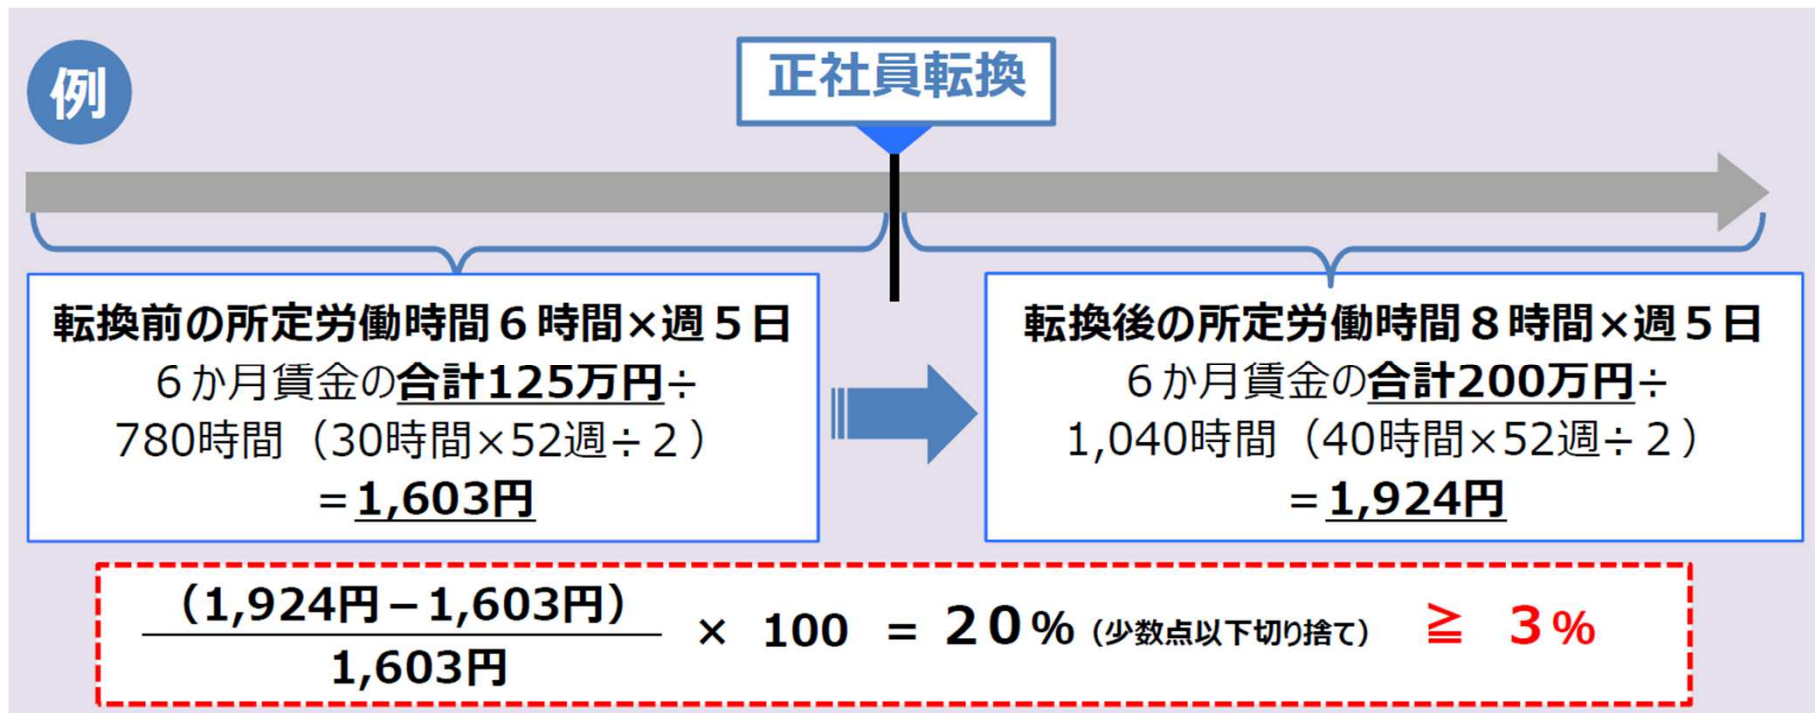 例
正社員転換
転換前の所定労働時間６時間×週５日
６か月賃金の合計125万円÷
780時間（30時間×52週÷２）
＝1,603円
転換後の所定労働時間８時間×週５日
６か月賃金の合計200万円÷
1,040時間（40時間×52週÷２）
＝1,924円
（1,924円－1,603円）
1,603円
× 100 ＝ ２０％（少数点以下切り捨て） ≧ ３％